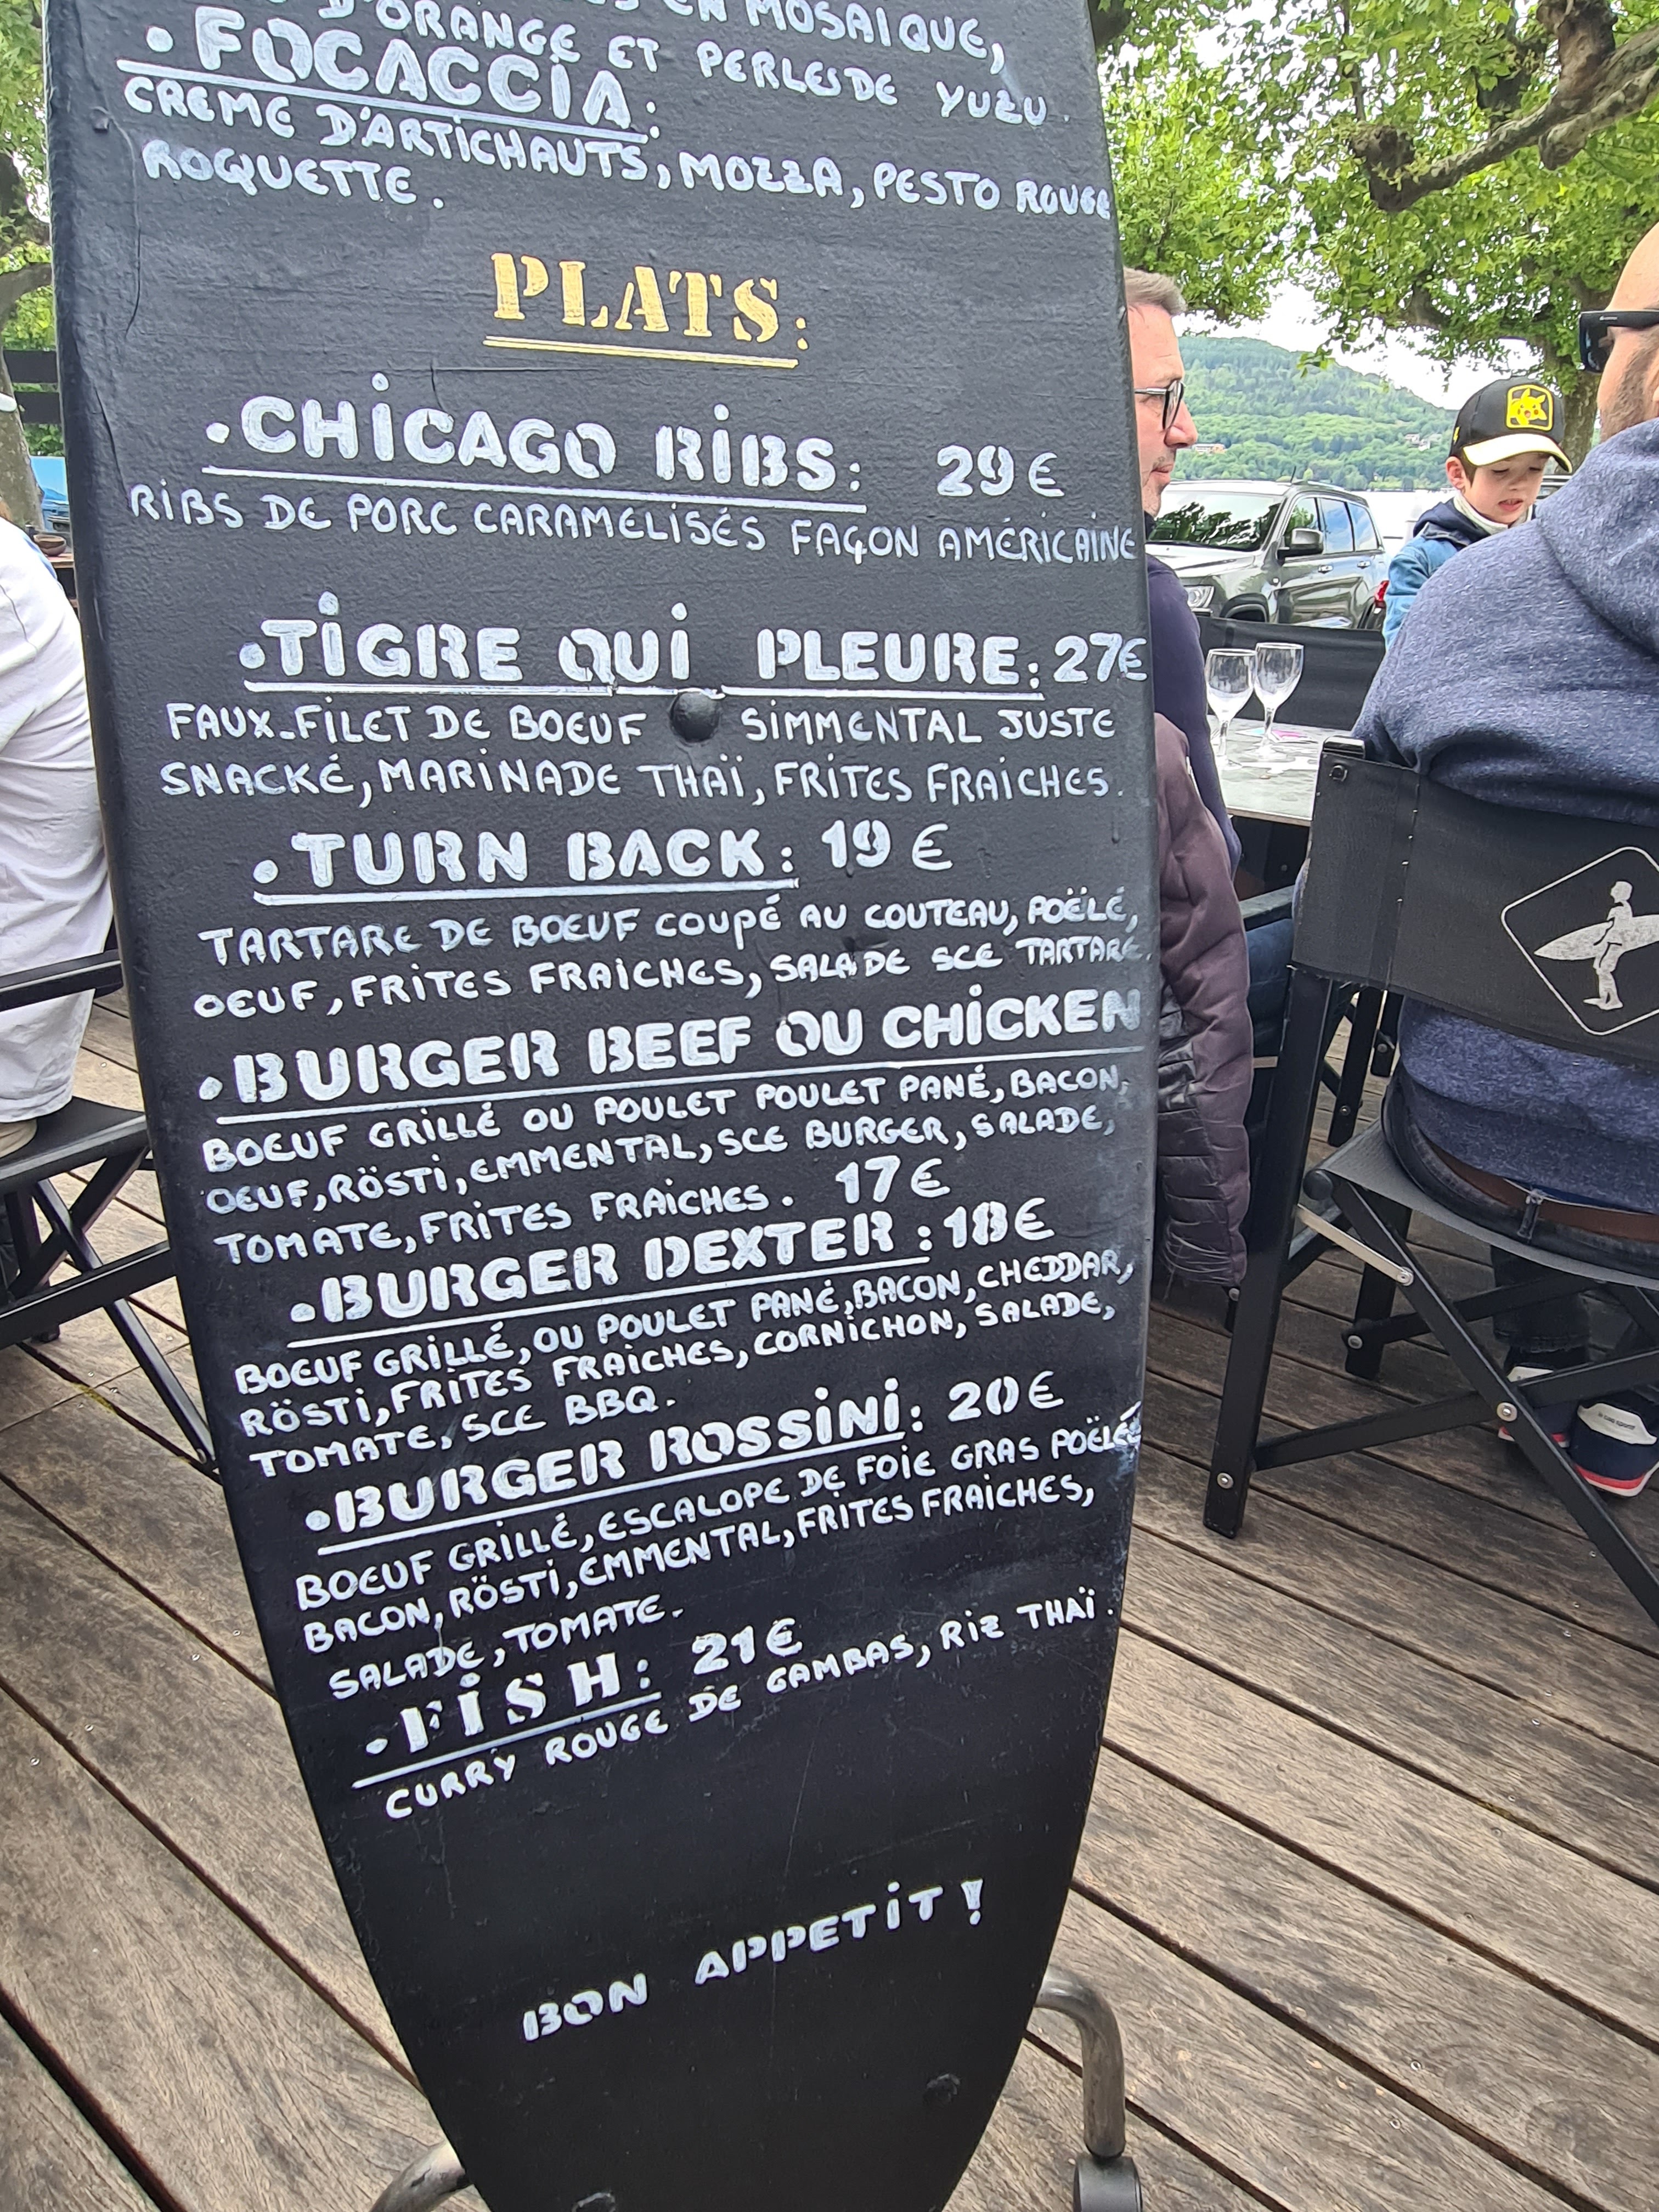 EN MOSAIQUE,
D'ORANGE ET PERLES DE YUZU.
• FOCACCIA:
CREME D'ARTICHAUTS, MOZZA, PESTO ROUGE
ROQUETTE.
PLATS:
• CHICAGO RIBS: 29€
RIBS DE PORC CARAMELISÉS FAÇON AMÉRICAINE
• TIGRE QUI PLEURE: 27€
FAUX-FILET DE BOEUF SIMMENTAL JUSTE
SNACKÉ, MARINADE THAÏ, FRITES FRAICHES.
• TURN BACK: 19€
TARTARE DE BOEUF COUPÉ AU COUTEAU, POËLÉ,
OEUF, FRITES FRAICHES, SALADE SCE TARTARE.
• BURGER BEEF OU CHICKEN
BOEUF GRILLÉ OU POULET POULET PANÉ, BACON,
OEUF, RÖSTI, EMMENTAL, SCE BURGER, SALADE,
TOMATE, FRITES FRAICHES. 17€
• BURGER DEXTER: 18€
BOEUF GRILLÉ, OU POULET PANÉ, BACON, CHEDDAR,
RÖSTI, FRITES FRAICHES, CORNICHON, SALADE,
TOMATE, SCE BBQ.
• BURGER ROSSINI: 20€
BOEUF GRILLÉ, ESCALOPE DE FOIE GRAS POËLÉE
BACON, RÖSTI, EMMENTAL, FRITES FRAICHES,
SALADE, TOMATE.
• FISH: 21€
CURRY ROUGE DE GAMBAS, RIZ THAÏ.
BON APPETIT!